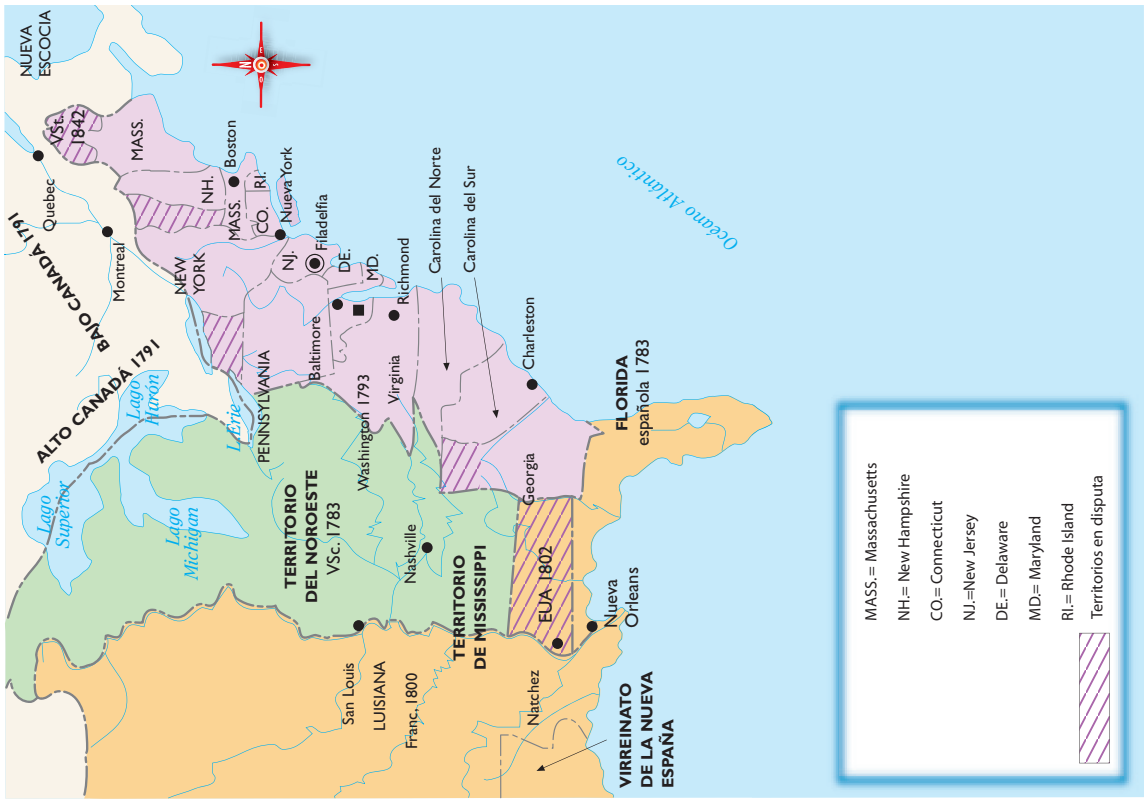 NUEVA
ESCOCIA
VSt.
1842
MASS.
Quebec
BAJO CANADÁ 1791
Montreal
NH.
Boston
MASS.
RI.
CO.
Nueva York
NEW
YORK
NJ.
Filadelfia
DE.
MD.
ALTO CANADÁ 1791
Lago
Hurón
L.Erie
PENNSYLVANIA
Baltimore
Washington 1793
Richmond
Virginia
Carolina del Norte
Carolina del Sur
Charleston
Georgia
Océano Atlántico
Lago
Superior
Lago
Michigan
TERRITORIO
DEL NOROESTE
VSc. 1783
Nashville
TERRITORIO
DE MISSISSIPPI
EUA 1802
FLORIDA
española 1783
Nueva
Orleans
San Louis
LUISIANA
Franc. 1800
Natchez
VIRREINATO
DE LA NUEVA
ESPAÑA
N
E
S
O
MASS.= Massachusetts
NH.= New Hampshire
CO.= Connecticut
NJ.=New Jersey
DE.= Delaware
MD.= Maryland
RI.= Rhode Island
Territorios en disputa